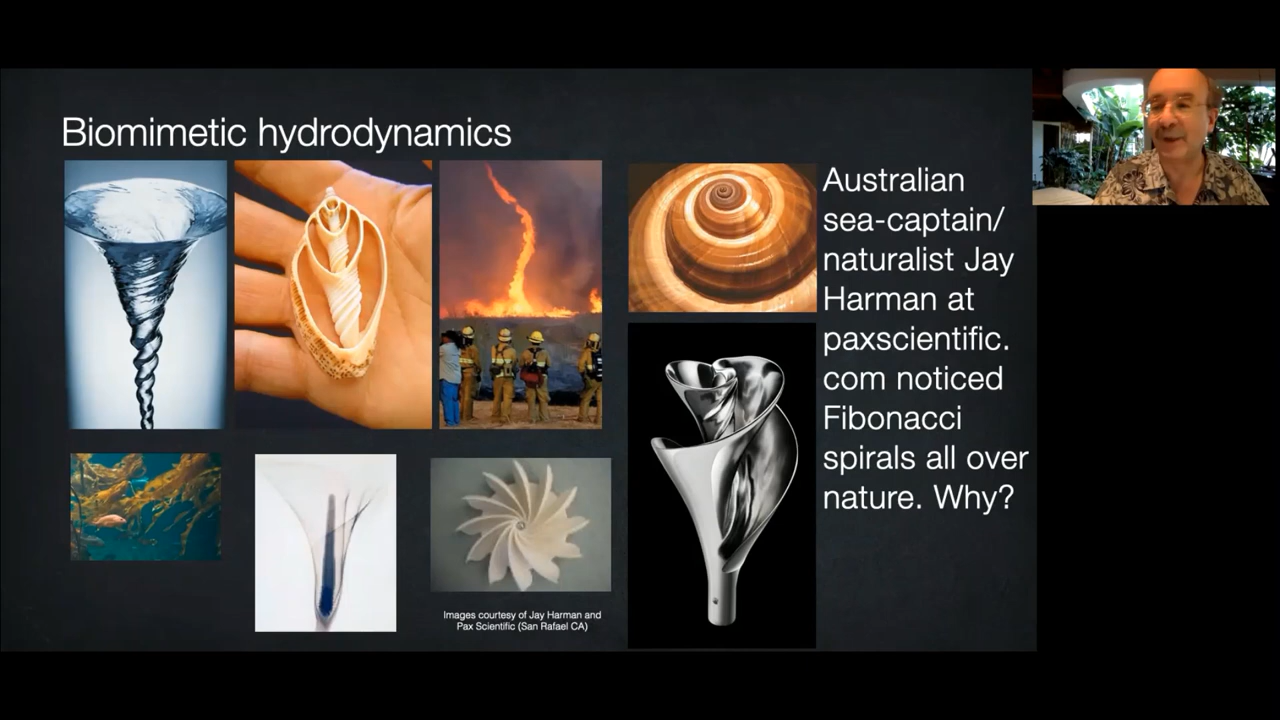 Biomimetic hydrodynamics
Australian
sea-captain/
naturalist Jay
Harman at
paxscientific.
com noticed
Fibonacci
spirals all over
nature. Why?
Images courtesy of Jay Harman and
Pax Scientific (San Rafael CA)